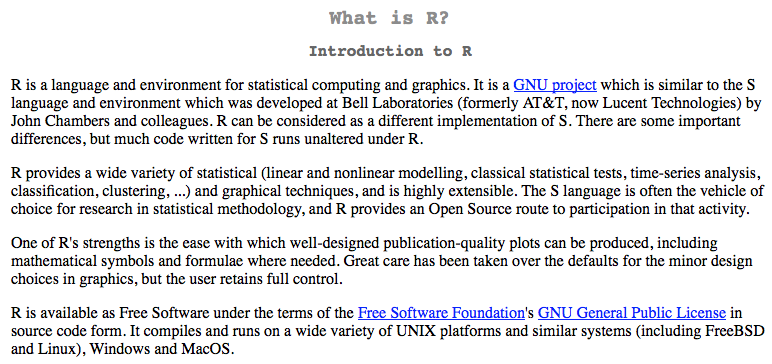 What is R?
Introduction to R
R is a language and environment for statistical computing and graphics. It is a GNU project which is similar to the S
language and environment which was developed at Bell Laboratories (formerly AT&T, now Lucent Technologies) by
John Chambers and colleagues. R can be considered as a different implementation of S. There are some important
differences, but much code written for S runs unaltered under R.
R provides a wide variety of statistical (linear and nonlinear modelling, classical statistical tests, time-series analysis,
classification, clustering, ...) and graphical techniques, and is highly extensible. The S language is often the vehicle of
choice for research in statistical methodology, and R provides an Open Source route to participation in that activity.
One of R's strengths is the ease with which well-designed publication-quality plots can be produced, including
mathematical symbols and formulae where needed. Great care has been taken over the defaults for the minor design
choices in graphics, but the user retains full control.
R is available as Free Software under the terms of the Free Software Foundation's GNU General Public License in
source code form. It compiles and runs on a wide variety of UNIX platforms and similar systems (including FreeBSD
and Linux), Windows and MacOS.